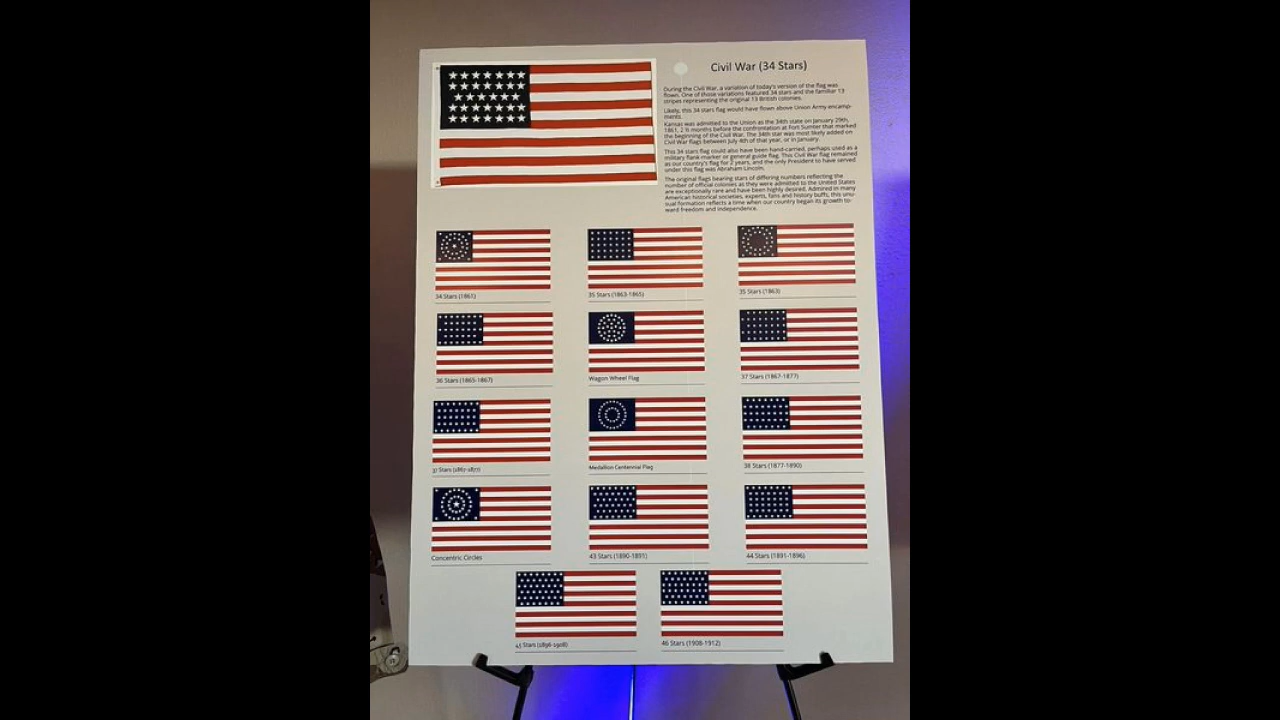 Civil War (34 Stars)
During the Civil War, a variation of today's version of the flag was
flown. One of those variations featured 34 stars and the familiar 13
stripes representing the original 13 British colonies.
Likely, this 34 stars flag would have flown above Union Army encamp-
ments.
Kansas was admitted to the Union as the 34th state on January 29th,
1861, 2 ½ months before the confrontation at Fort Sumter that marked
the beginning of the Civil War. The 34th star was most likely added on
Civil War flags between July 4th of that year, or in January.
This 34 stars flag could also have been hand-carried, perhaps used as a
military flank marker or general guide flag. This Civil War flag remained
as our country's flag for 2 years, and the only President to have served
under this flag was Abraham Lincoln.
The original flags bearing stars of differing numbers reflecting the
number of official colonies as they were admitted to the United States
are exceptionally rare and have been highly desired. Admired in many
American historical societies, experts, fans and history buffs, this unu-
sual formation reflects a time when our country began its growth to-
ward freedom and independence.
34 Stars (1861)
35 Stars (1863-1865)
35 Stars (1863)
36 Stars (1865-1867)
Wagon Wheel Flag
37 Stars (1867-1877)
37 Stars (1867-1877)
Medallion Centennial Flag
38 Stars (1877-1890)
Concentric Circles
43 Stars (1890-1891)
44 Stars (1891-1896)
45 Stars (1896-1908)
46 Stars (1908-1912)